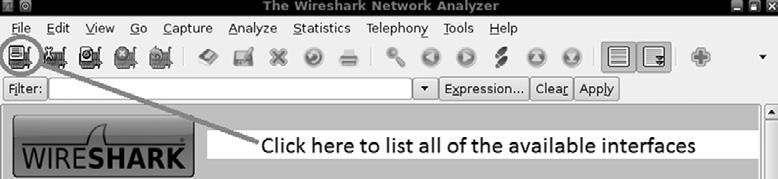 The Wireshark Network Analyzer
File Edit View Go Capture Analyze Statistics Telephony Tools Help
Filter: Expression... Clear Apply
Click here to list all of the available interfaces
WIRESHARK